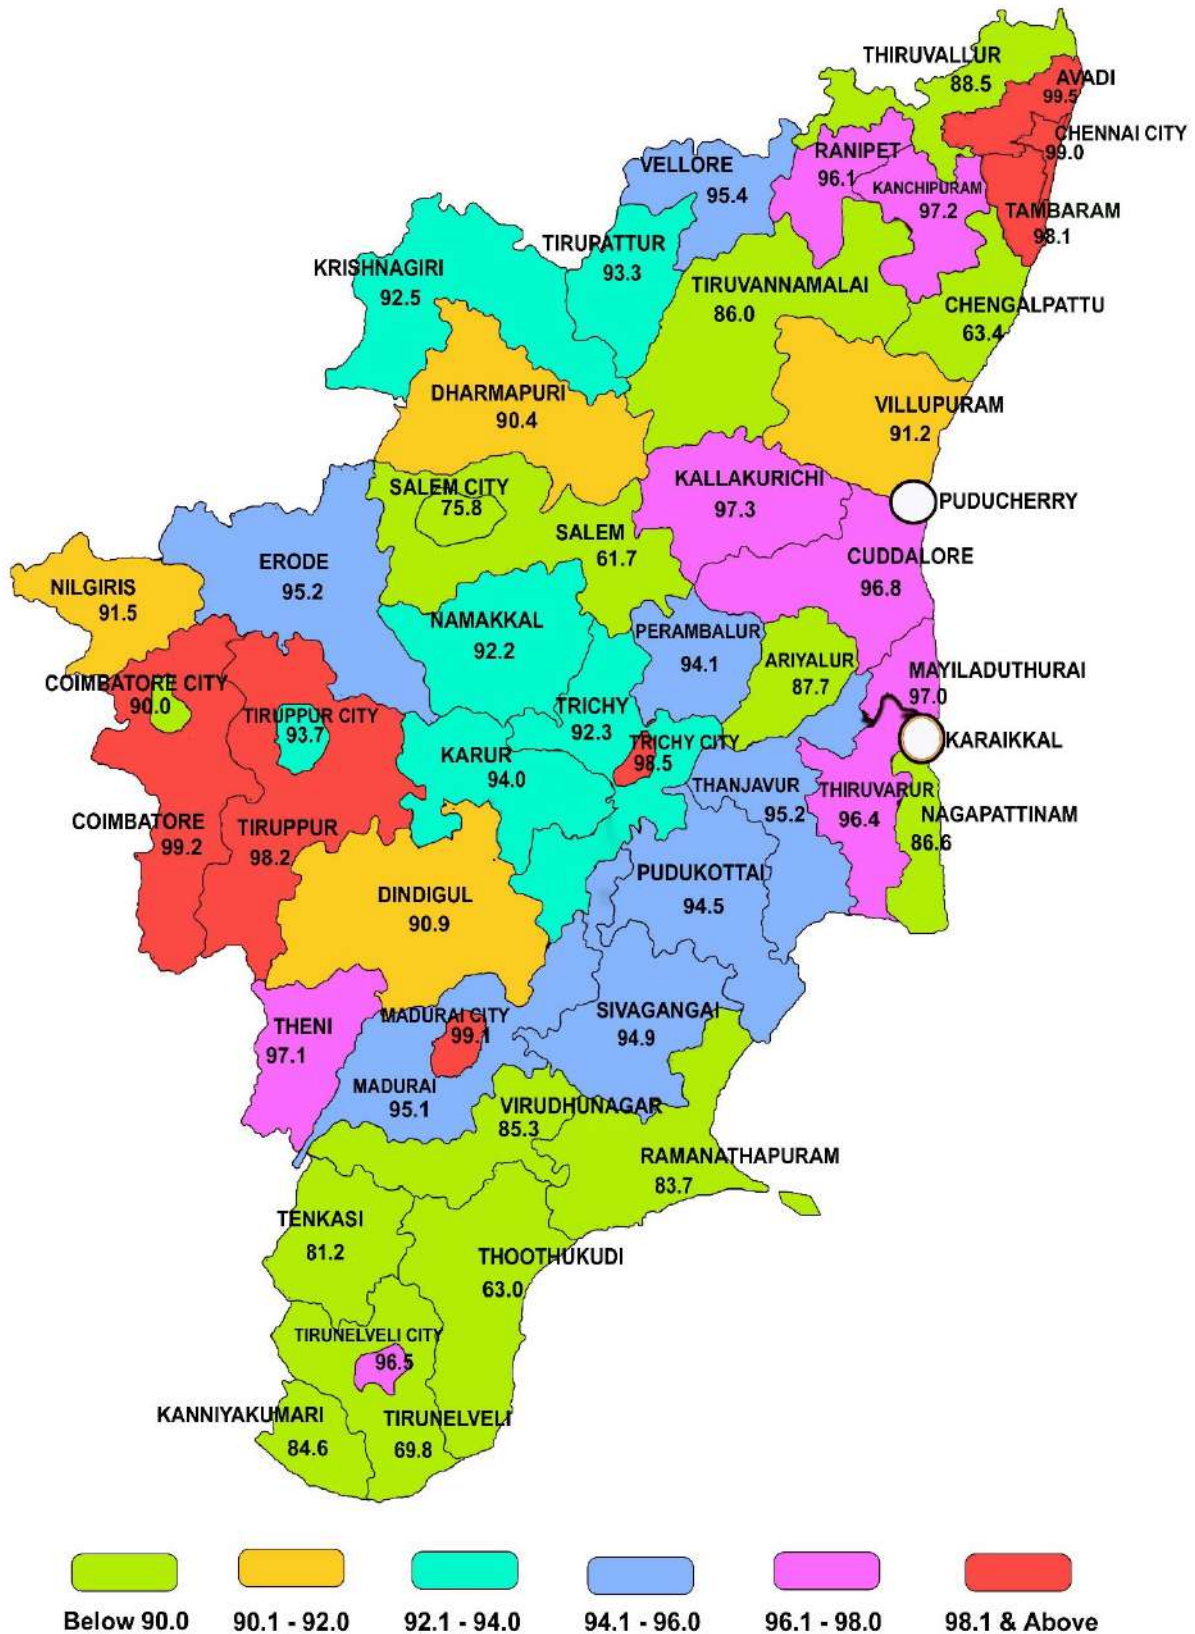 THIRUVALLUR
88.5
AVADI
99.5
CHENNAI CITY
99.0
RANIPET
96.1
VELLORE
95.4
KANCHIPURAM
97.2
TAMBARAM
98.1
TIRUPATTUR
93.3
KRISHNAGIRI
92.5
TIRUVANNAMALAI
86.0
CHENGALPATTU
63.4
DHARMAPURI
90.4
VILLUPURAM
91.2
KALLAKURICHI
97.3
SALEM CITY
75.8
PUDUCHERRY
SALEM
61.7
CUDDALORE
96.8
ERODE
95.2
NILGIRIS
91.5
NAMAKKAL
92.2
PERAMBALUR
94.1
ARIYALUR
87.7
MAYILADUTHURAI
97.0
COIMBATORE CITY
90.0
TIRUPPUR CITY
93.7
TRICHY
92.3
TRICHY CITY
98.5
KARAIKKAL
KARUR
94.0
THANJAVUR
95.2
THIRUVARUR
96.4
NAGAPATTINAM
86.6
COIMBATORE
99.2
TIRUPPUR
98.2
PUDUKOTTAI
94.5
DINDIGUL
90.9
SIVAGANGAI
94.9
MADURAI CITY
99.1
THENI
97.1
MADURAI
95.1
VIRUDHUNAGAR
85.3
RAMANATHAPURAM
83.7
TENKASI
81.2
THOOTHUKUDI
63.0
TIRUNELVELI CITY
96.5
KANNIYAKUMARI
84.6
TIRUNELVELI
69.8
Below 90.0 90.1 - 92.0 92.1 - 94.0 94.1 - 96.0 96.1 - 98.0 98.1 & Above